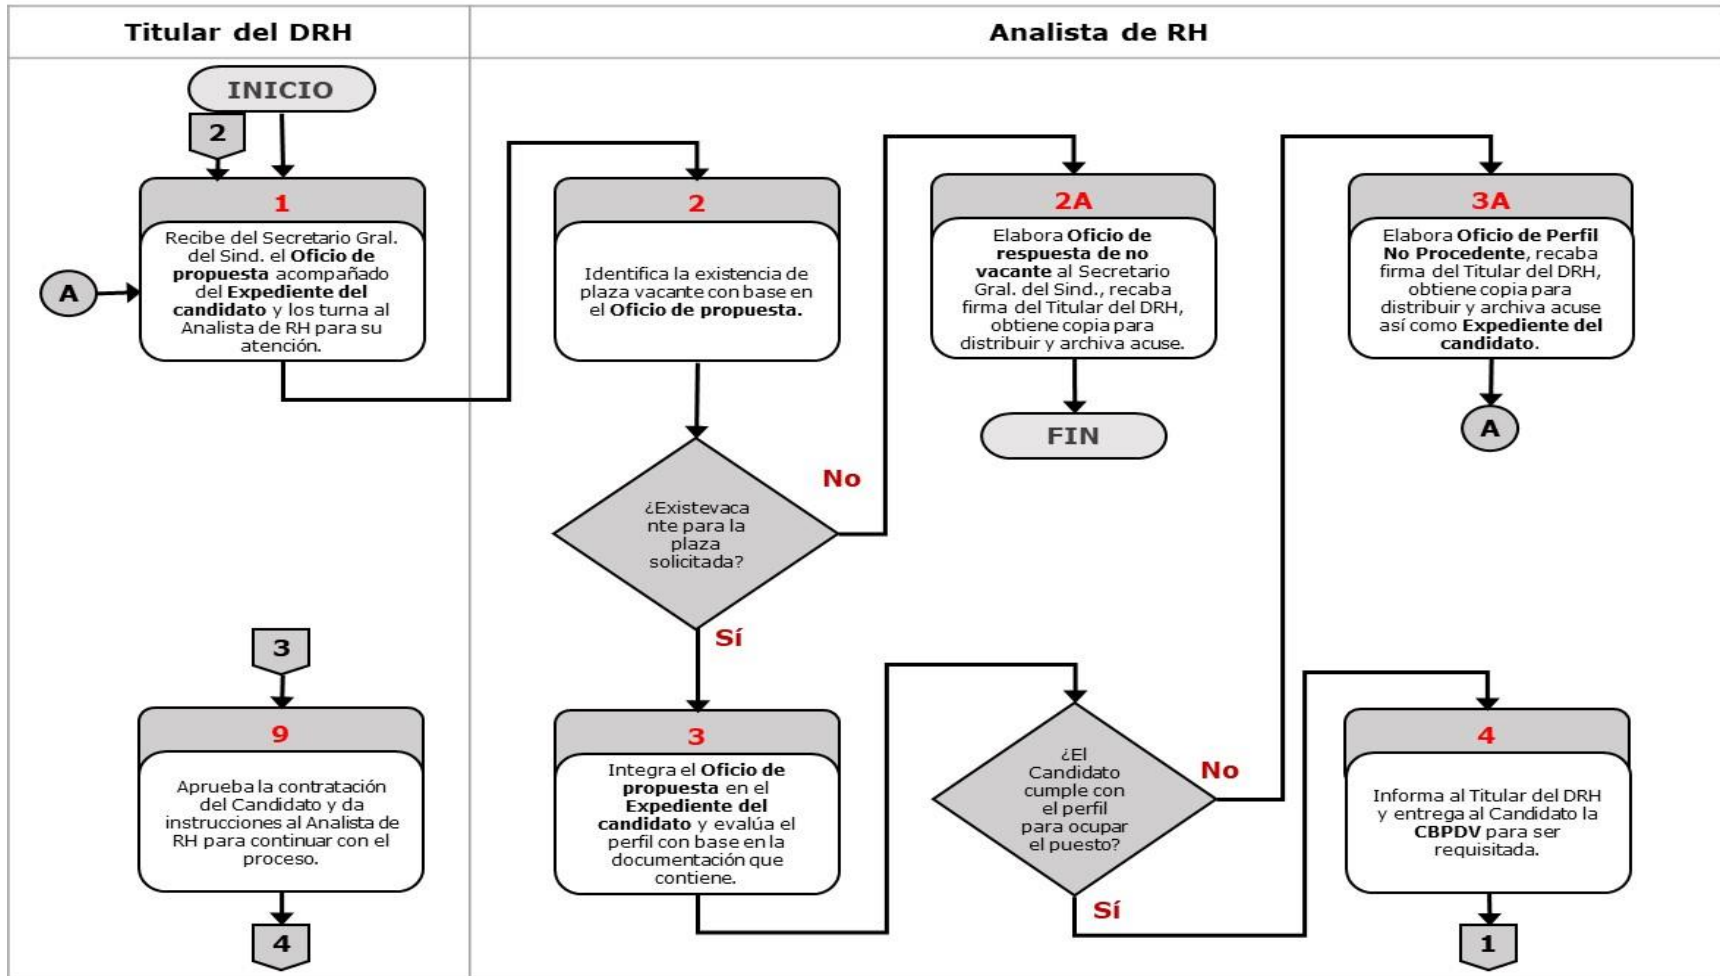 Titular del DRH
Analista de RH
INICIO
2
1
Recibe del Secretario Gral.
del Sind. el Oficio de
propuesta acompañado
del Expediente del
candidato y los turna al
Analista de RH para su
atención.
A
2
Identifica la existencia de
plaza vacante con base en
el Oficio de propuesta.
2A
Elabora Oficio de
respuesta de no
vacante al Secretario
Gral. del Sind., recaba
firma del Titular del DRH,
obtiene copia para
distribuir y archiva acuse.
FIN
3A
Elabora Oficio de Perfil
No Procedente, recaba
firma del Titular del DRH,
obtiene copia para
distribuir y archiva acuse
así como Expediente del
candidato.
A
¿Existevaca
nte para la
plaza
solicitada?
No
Sí
3
9
Aprueba la contratación
del Candidato y da
instrucciones al Analista de
RH para continuar con el
proceso.
4
3
Integra el Oficio de
propuesta en el
Expediente del
candidato y evalúa el
perfil con base en la
documentación que
contiene.
¿El
Candidato
cumple con
el perfil
para ocupar
el puesto?
No
Sí
4
Informa al Titular del DRH
y entrega al Candidato la
CBPDV para ser
requisitada.
1